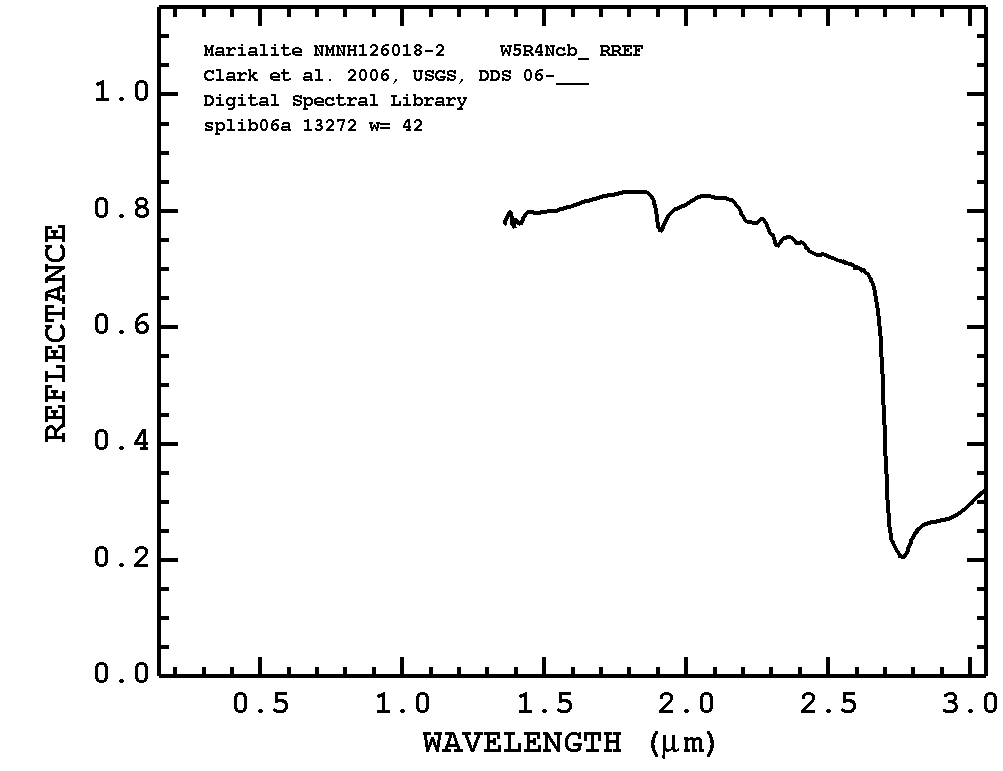 Marialite NMNH126018-2 W5R4Ncb_ RREF
Clark et al. 2006, USGS, DDS 06-___
Digital Spectral Library
splib06a 13272 w= 42
1.0
0.8
0.6
0.4
0.2
0.0
REFLECTANCE
0.5 1.0 1.5 2.0 2.5 3.0
WAVELENGTH (μm)